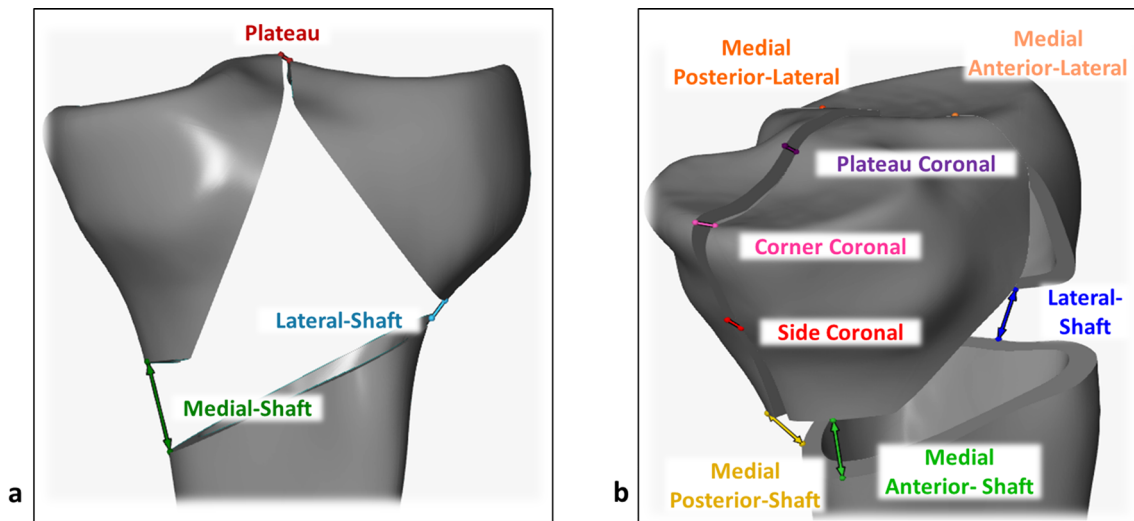 Plateau
Lateral-Shaft
Medial-Shaft
a
Medial
Posterior-Lateral
Medial
Anterior-Lateral
Plateau Coronal
Corner Coronal
Lateral-
Shaft
Side Coronal
Medial
Posterior-Shaft
Medial
Anterior- Shaft
b